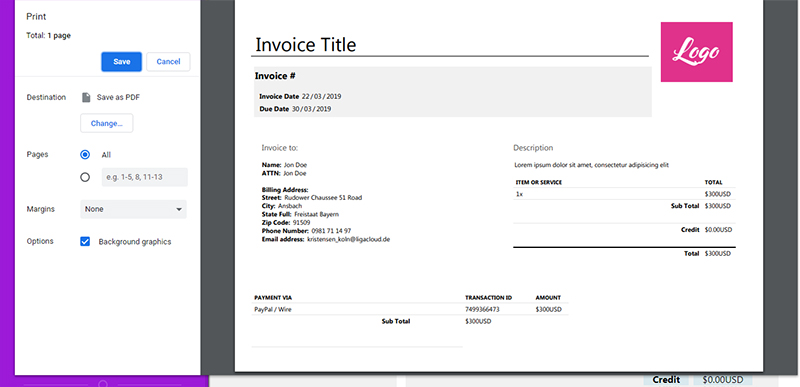 Print
Total: 1 page
Save Cancel
Destination Save as PDF
Change...
Pages All
e.g. 1-5, 8, 11-13
Margins None
Options Background graphics
Invoice Title
Logo
Invoice #
Invoice Date 22 / 03 / 2019
Due Date 30 / 03 / 2019
Invoice to:
Name: Jon Doe
ATTN: Jon Doe
Billing Address:
Street: Rudower Chaussee 51 Road
City: Ansbach
State Full: Freistaat Bayern
Zip Code: 91509
Phone Number: 0981 71 14 97
Email address: kristensen_koln@ligacloud.de
Description
Lorem ipsum dolor sit amet, consectetur adipisicing elit
ITEM OR SERVICE TOTAL
1x $300USD
Sub Total $300USD
Credit $0.00USD
Total $300USD
PAYMENT VIA TRANSACTION ID AMOUNT
PayPal / Wire 7499366473 $300USD
Sub Total $300USD
Credit $0.00USD